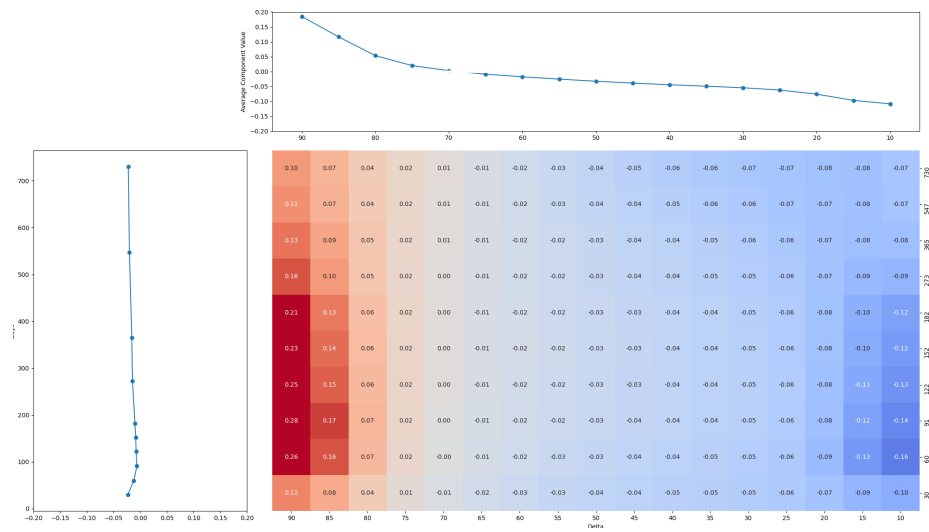 Average Component Value
0.20
0.15
0.10
0.05
0.00
−0.05
−0.10
−0.15
−0.20
90 80 70 60 50 40 30 20 10
700
600
500
400
300
200
100
0
−0.20 −0.15 −0.10 −0.05 0.00 0.05 0.10 0.15 0.20
0.10 0.07 0.04 0.02 0.01 -0.01 -0.02 -0.03 -0.04 -0.05 -0.06 -0.06 -0.07 -0.07 -0.08 -0.08 -0.07 730
0.11 0.07 0.04 0.02 0.01 -0.01 -0.02 -0.03 -0.04 -0.04 -0.05 -0.06 -0.06 -0.07 -0.07 -0.08 -0.07 547
0.13 0.09 0.05 0.02 0.01 -0.01 -0.02 -0.02 -0.03 -0.04 -0.04 -0.05 -0.06 -0.06 -0.07 -0.08 -0.08 365
0.16 0.10 0.05 0.02 0.00 -0.01 -0.02 -0.02 -0.03 -0.04 -0.04 -0.05 -0.05 -0.06 -0.07 -0.09 -0.09 273
0.21 0.13 0.06 0.02 0.00 -0.01 -0.02 -0.02 -0.03 -0.04 -0.04 -0.05 -0.05 -0.06 -0.08 -0.10 -0.12 182
0.23 0.14 0.06 0.02 0.00 -0.01 -0.02 -0.02 -0.03 -0.03 -0.04 -0.04 -0.05 -0.06 -0.08 -0.10 -0.12 152
0.25 0.15 0.06 0.02 0.00 -0.01 -0.02 -0.02 -0.03 -0.03 -0.04 -0.04 -0.05 -0.06 -0.08 -0.11 -0.13 122
0.28 0.17 0.07 0.02 0.00 -0.01 -0.02 -0.02 -0.03 -0.03 -0.04 -0.04 -0.05 -0.06 -0.08 -0.12 -0.14 91
0.26 0.16 0.07 0.02 -0.00 -0.01 -0.01 -0.02 -0.03 -0.03 -0.04 -0.04 -0.05 -0.06 -0.09 -0.13 -0.16 60
0.12 0.08 0.04 0.01 -0.01 -0.02 -0.03 -0.03 -0.04 -0.04 -0.05 -0.05 -0.06 -0.06 -0.07 -0.09 -0.10 30
90 85 80 75 70 65 60 55 50 45 40 35 30 25 20 15 10
Delta